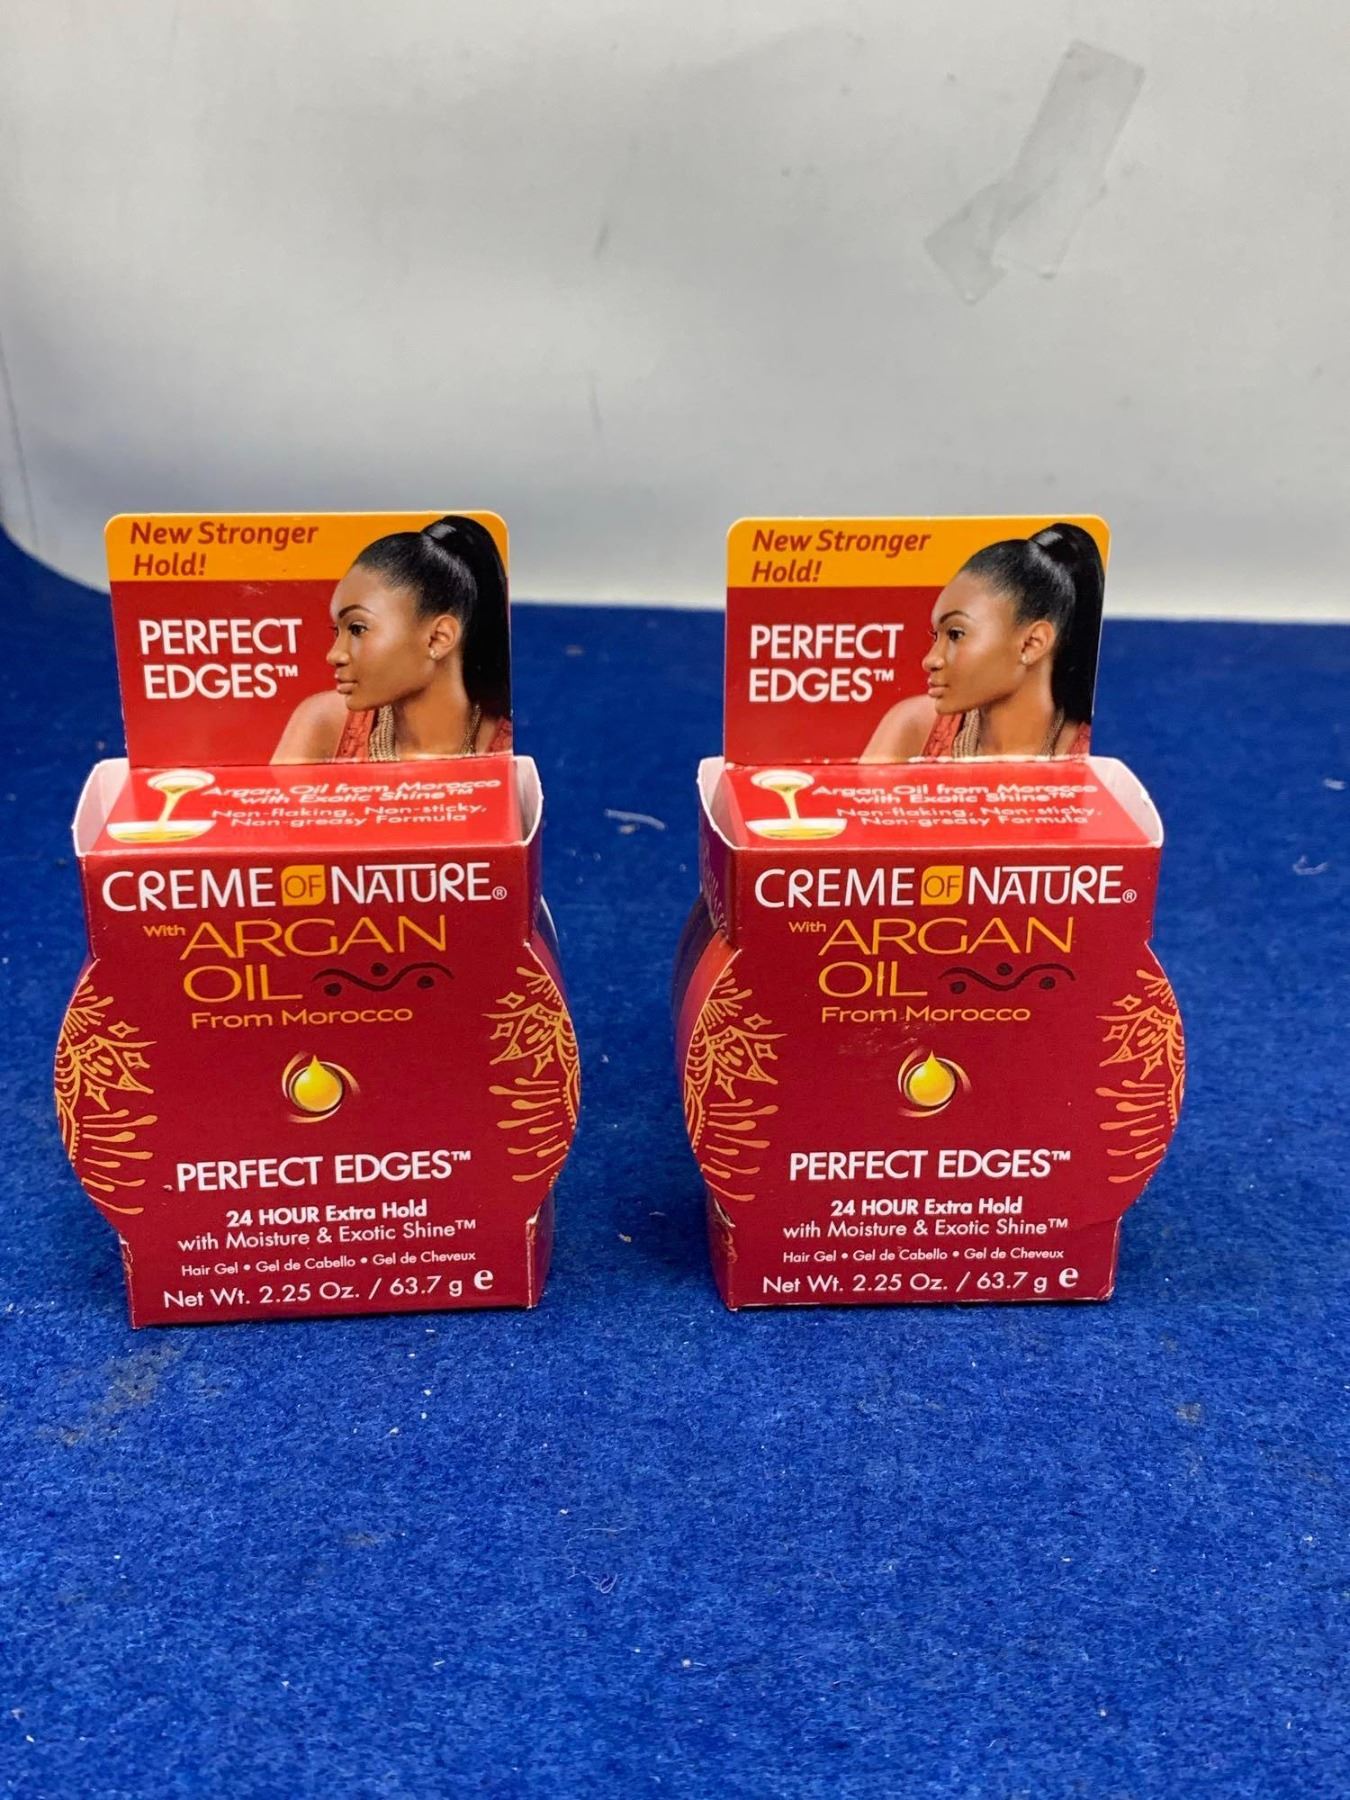 New Stronger
Hold!
PERFECT
EDGES™
Argan Oil from Morocco
with Exotic Shine™
Non-flaking, Non-sticky,
Non-greasy Formula
CREME OF NATURE®
With ARGAN
OIL
From Morocco
PERFECT EDGES™
24 HOUR Extra Hold
with Moisture & Exotic Shine™
Hair Gel • Gel de Cabello • Gel de Cheveux
Net Wt. 2.25 Oz. / 63.7 g e
New Stronger
Hold!
PERFECT
EDGES™
Argan Oil from Morocco
with Exotic Shine™
Non-flaking, Non-sticky,
Non-greasy Formula
CREME OF NATURE®
With ARGAN
OIL
From Morocco
PERFECT EDGES™
24 HOUR Extra Hold
with Moisture & Exotic Shine™
Hair Gel • Gel de Cabello • Gel de Cheveux
Net Wt. 2.25 Oz. / 63.7 g e